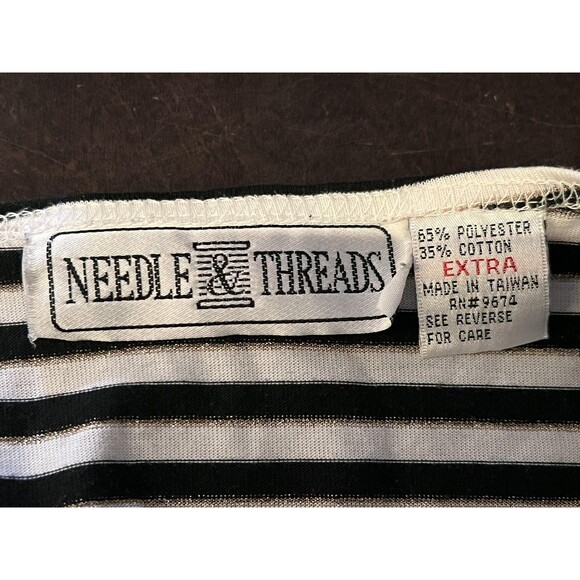 NEEDLE & THREADS
65% POLYESTER
35% COTTON
EXTRA
MADE IN TAIWAN
RN#9674
SEE REVERSE
FOR CARE